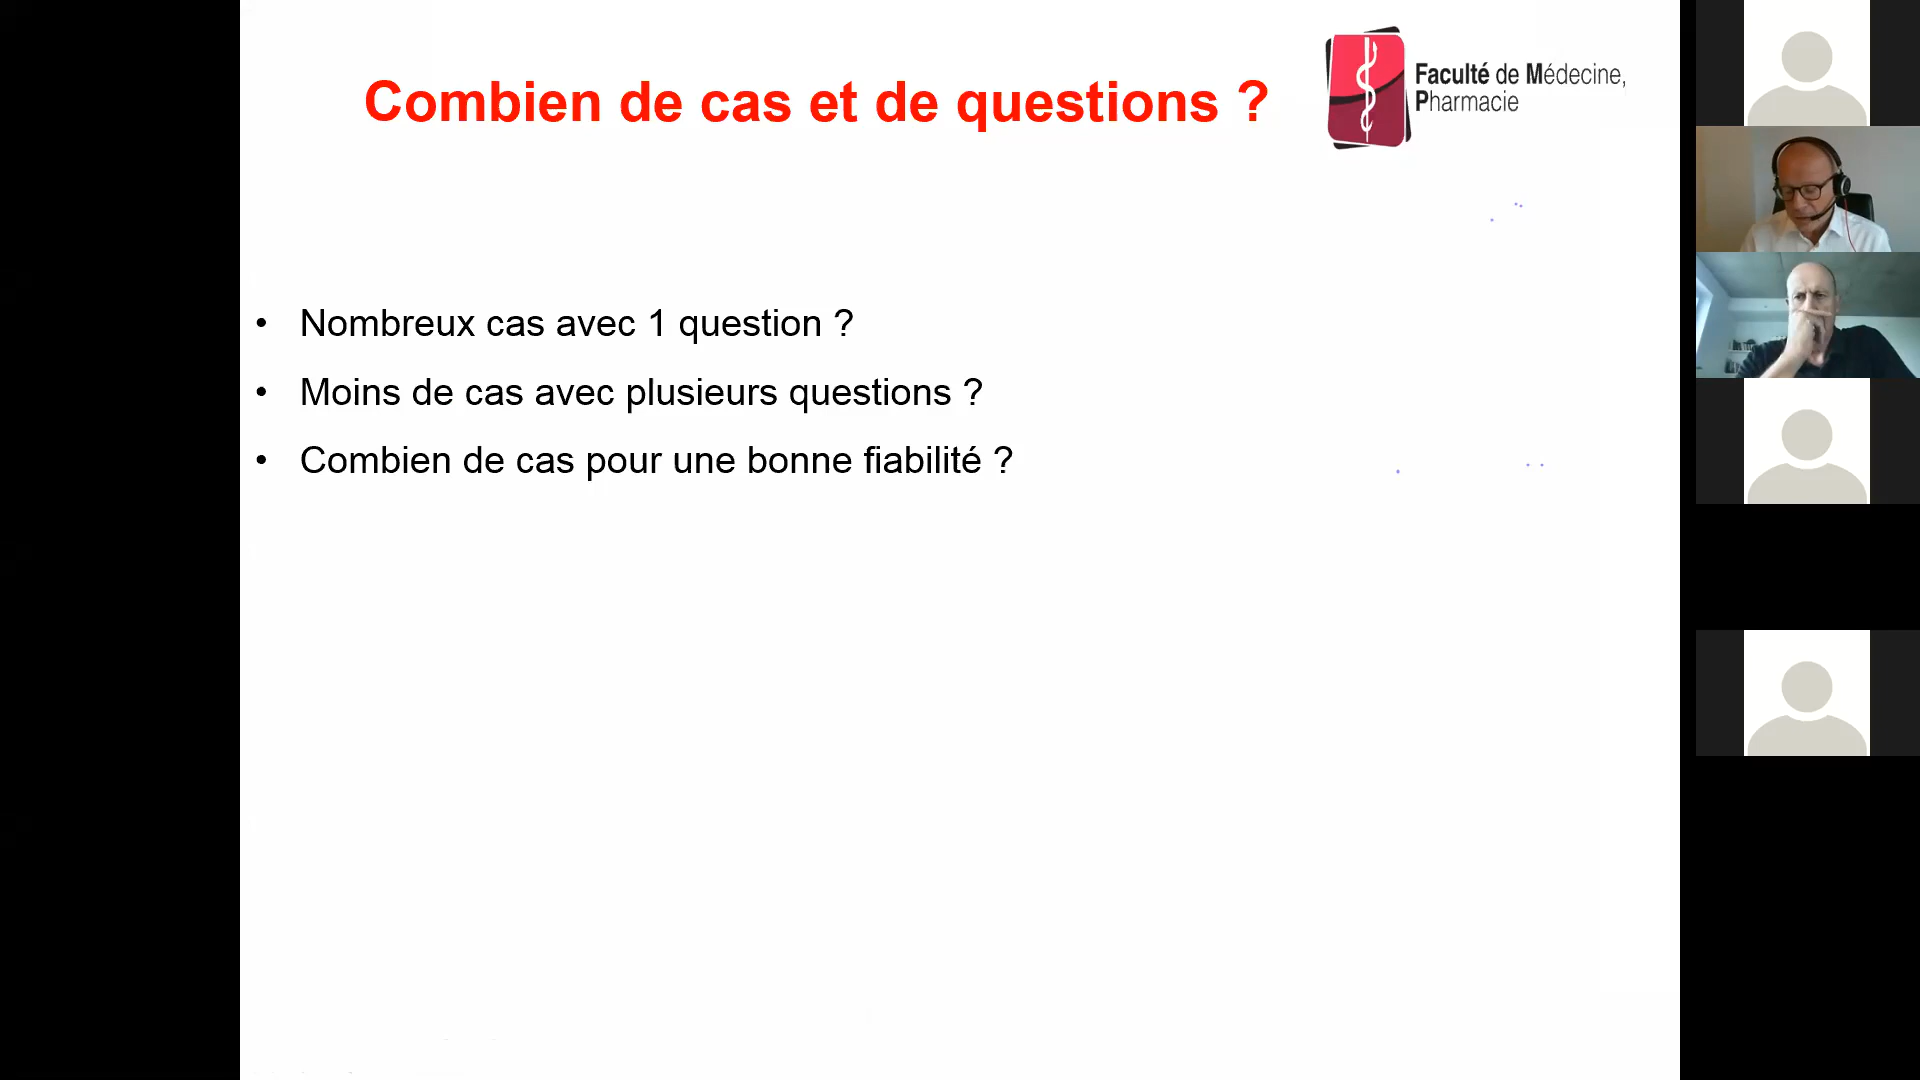 Combien de cas et de questions ?
Faculté de Médecine,
Pharmacie
• Nombreux cas avec 1 question ?
• Moins de cas avec plusieurs questions ?
• Combien de cas pour une bonne fiabilité ?